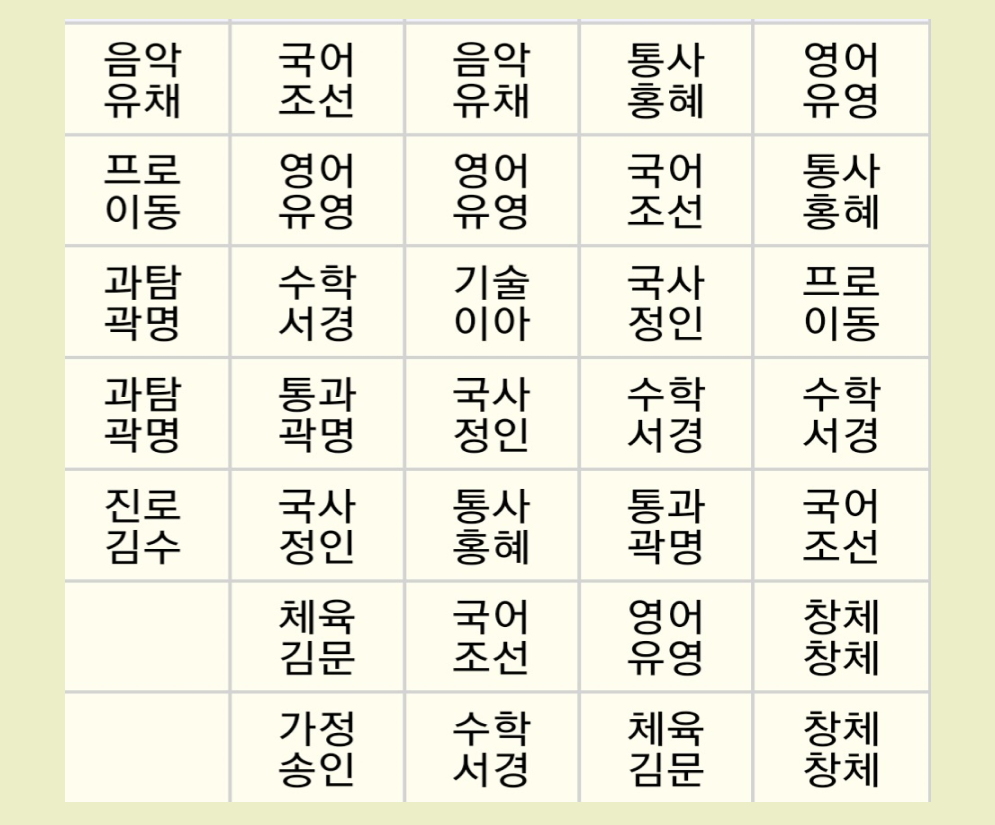 음악 국어 음악 통사 영어
유채 조선 유채 홍혜 유영
프로 영어 영어 국어 통사
이동 유영 유영 조선 홍혜
과탐 수학 기술 국사 프로
곽명 서경 이아 정인 이동
과탐 통과 국사 수학 수학
곽명 곽명 정인 서경 서경
진로 국사 통사 통과 국어
김수 정인 홍혜 곽명 조선
체육 국어 영어 창체
김문 조선 유영 창체
가정 수학 체육 창체
송인 서경 김문 창체